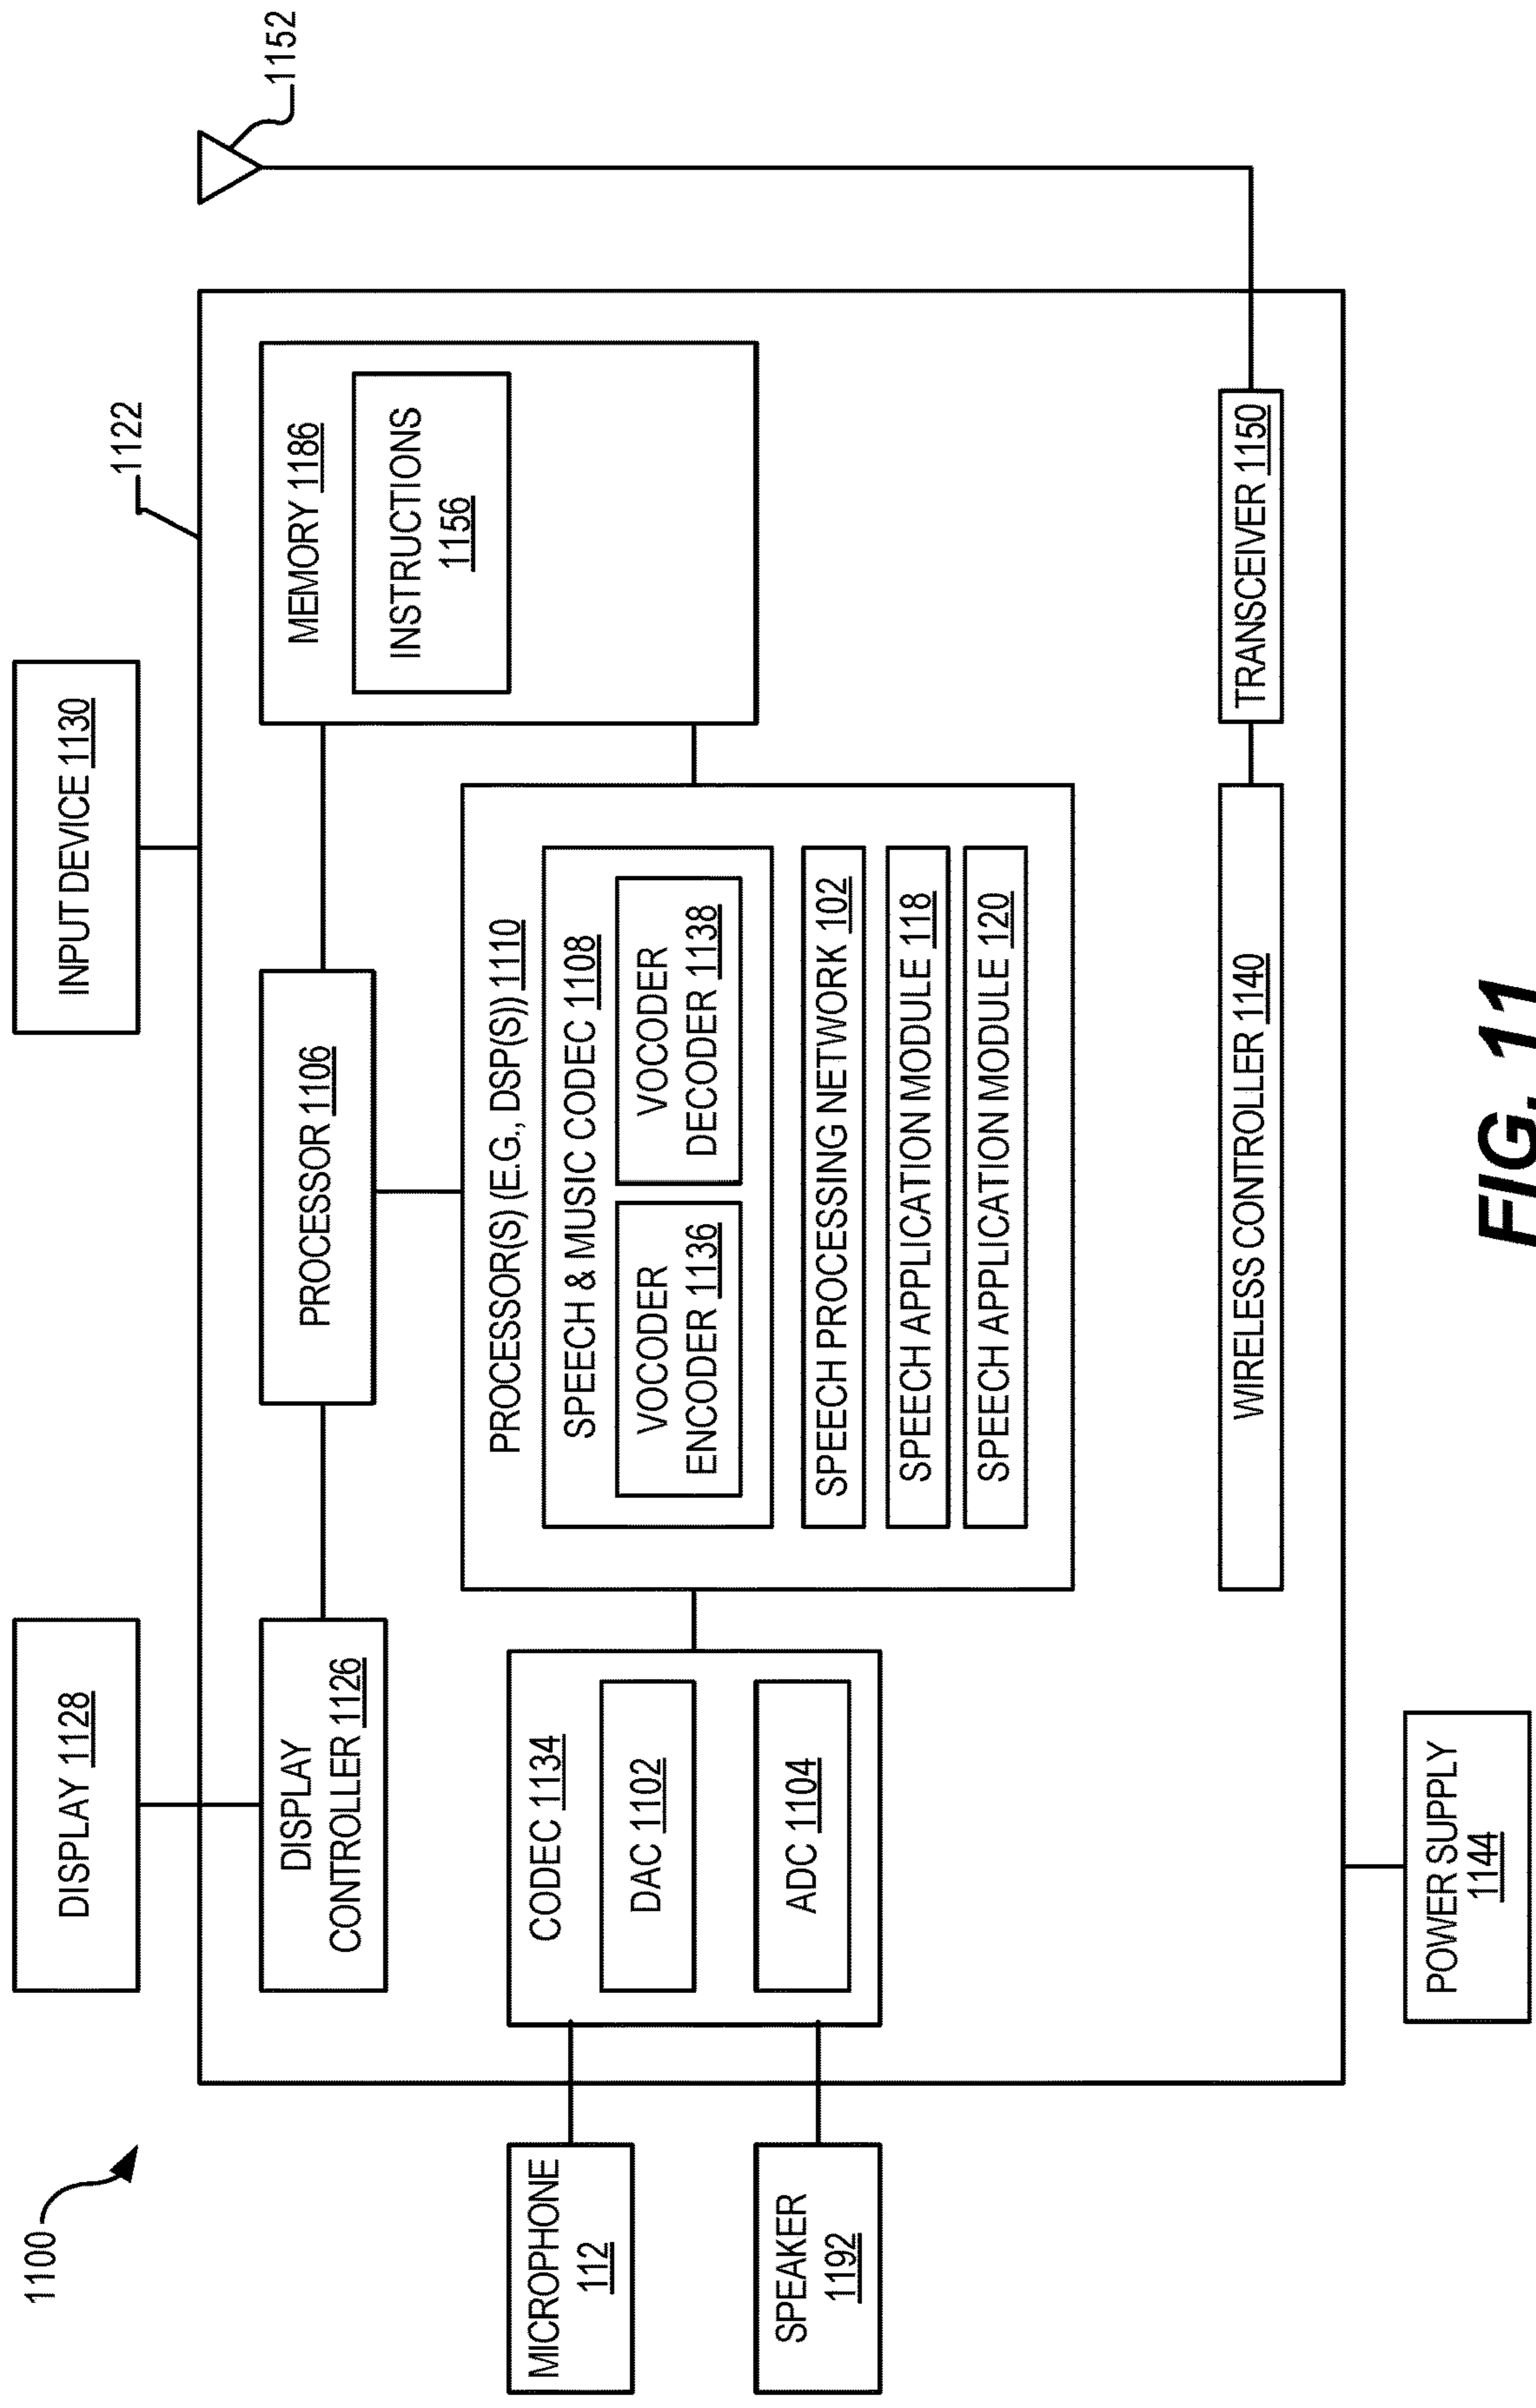 1100
DISPLAY 1128
INPUT DEVICE 1130
1122
1152
DISPLAY
CONTROLLER 1126
PROCESSOR 1106
MEMORY 1186
INSTRUCTIONS
1156
PROCESSOR(S) (E.G., DSP(S)) 1110
SPEECH & MUSIC CODEC 1108
VOCODER
ENCODER 1136
VOCODER
DECODER 1138
SPEECH PROCESSING NETWORK 102
SPEECH APPLICATION MODULE 118
SPEECH APPLICATION MODULE 120
CODEC 1134
DAC 1102
ADC 1104
MICROPHONE
112
SPEAKER
1192
WIRELESS CONTROLLER 1140
TRANSCEIVER 1150
POWER SUPPLY
1144
FIG. 11